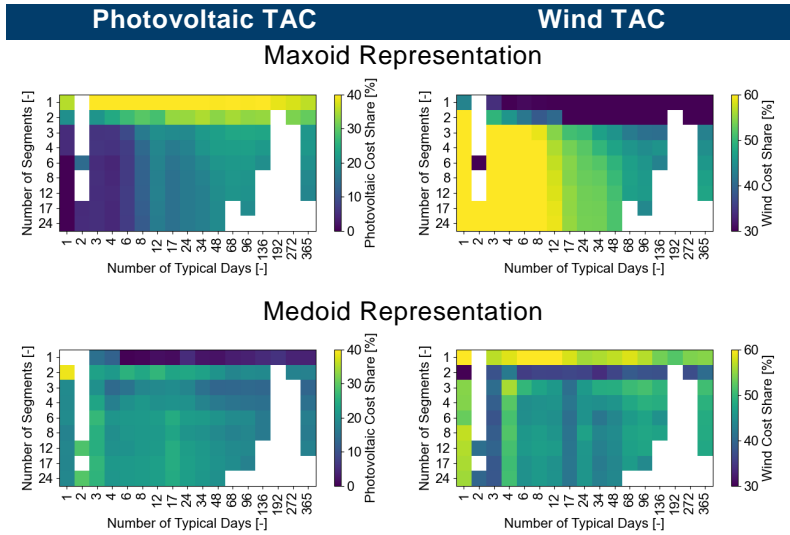 Photovoltaic TAC
Wind TAC
Maxoid Representation
Number of Segments [-]
1
2
3
4
6
8
12
17
24
1 2 3 4 6 8 12 17 24 34 48 68 96 136 192 272 365
Number of Typical Days [-]
40
30
20
10
0
Photovoltaic Cost Share [%]
Number of Segments [-]
1
2
3
4
6
8
12
17
24
1 2 3 4 6 8 12 17 24 34 48 68 96 136 192 272 365
Number of Typical Days [-]
60
50
40
30
Wind Cost Share [%]
Medoid Representation
Number of Segments [-]
1
2
3
4
6
8
12
17
24
1 2 3 4 6 8 12 17 24 34 48 68 96 136 192 272 365
Number of Typical Days [-]
40
30
20
10
0
Photovoltaic Cost Share [%]
Number of Segments [-]
1
2
3
4
6
8
12
17
24
1 2 3 4 6 8 12 17 24 34 48 68 96 136 192 272 365
Number of Typical Days [-]
60
50
40
30
Wind Cost Share [%]